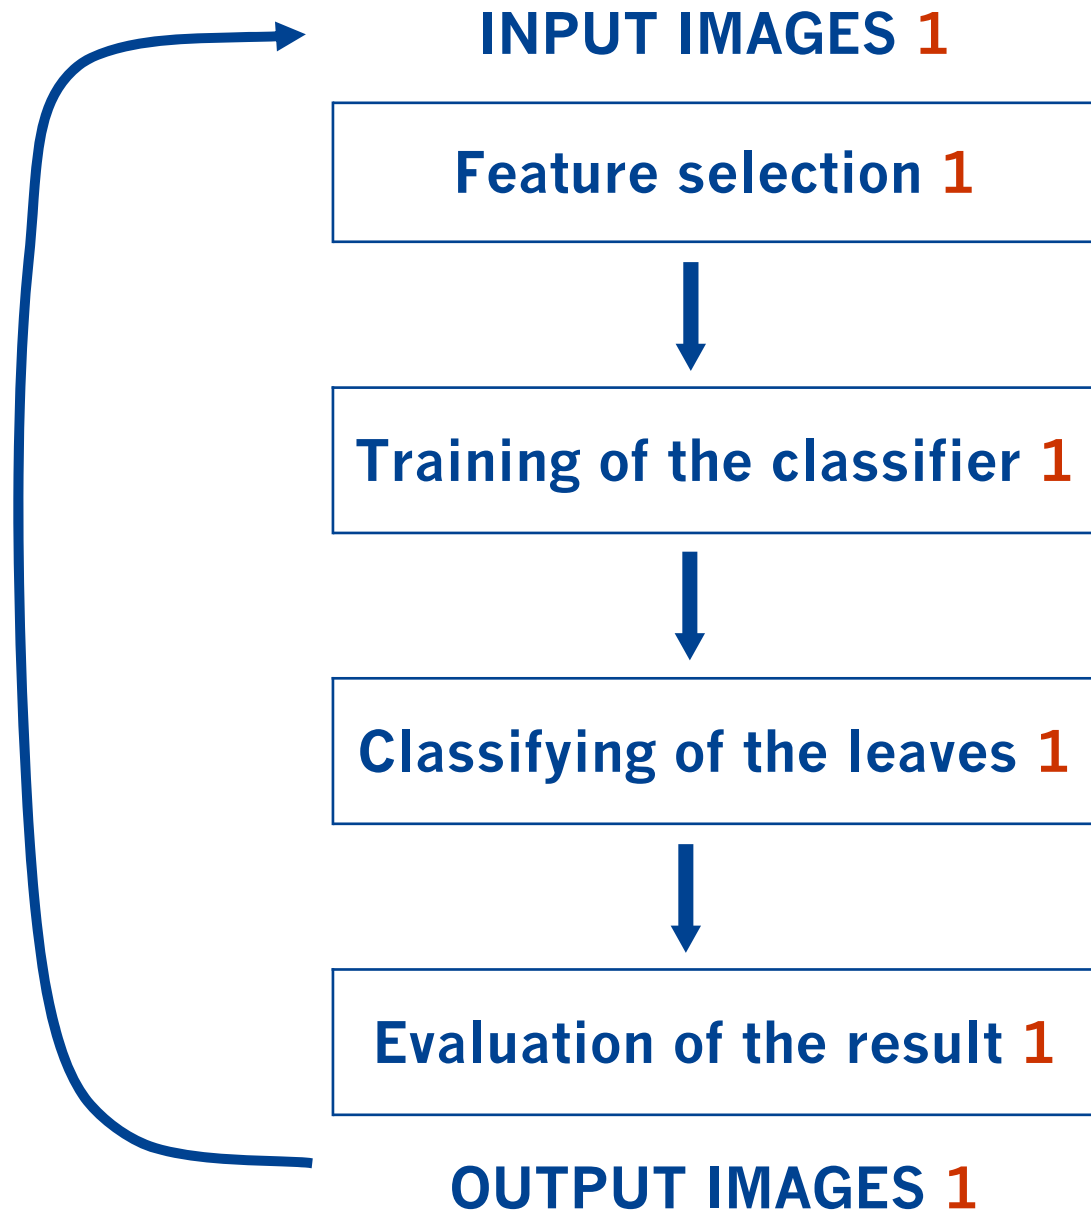 INPUT IMAGES 1
Feature selection 1
Training of the classifier 1
Classifying of the leaves 1
Evaluation of the result 1
OUTPUT IMAGES 1